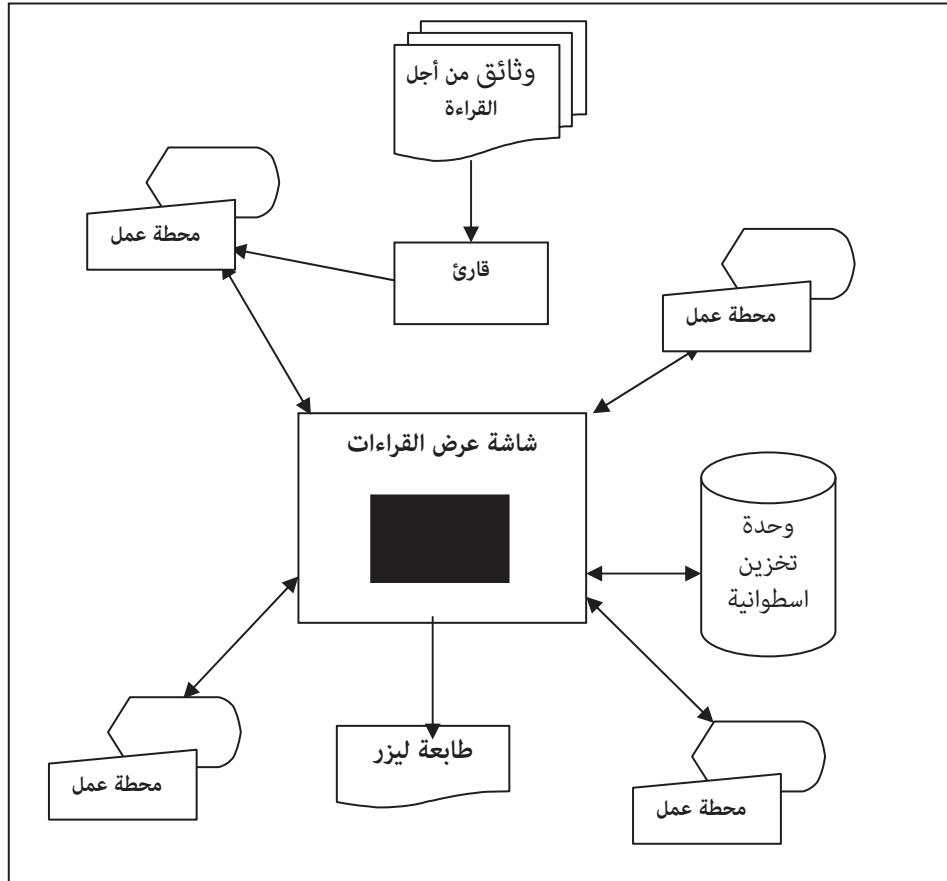 وثائق من أجل
القراءة
محطة عمل
قارئ
محطة عمل
شاشة عرض القراءات
وحدة
تخزين
اسطوانية
طابعة ليزر
محطة عمل
محطة عمل